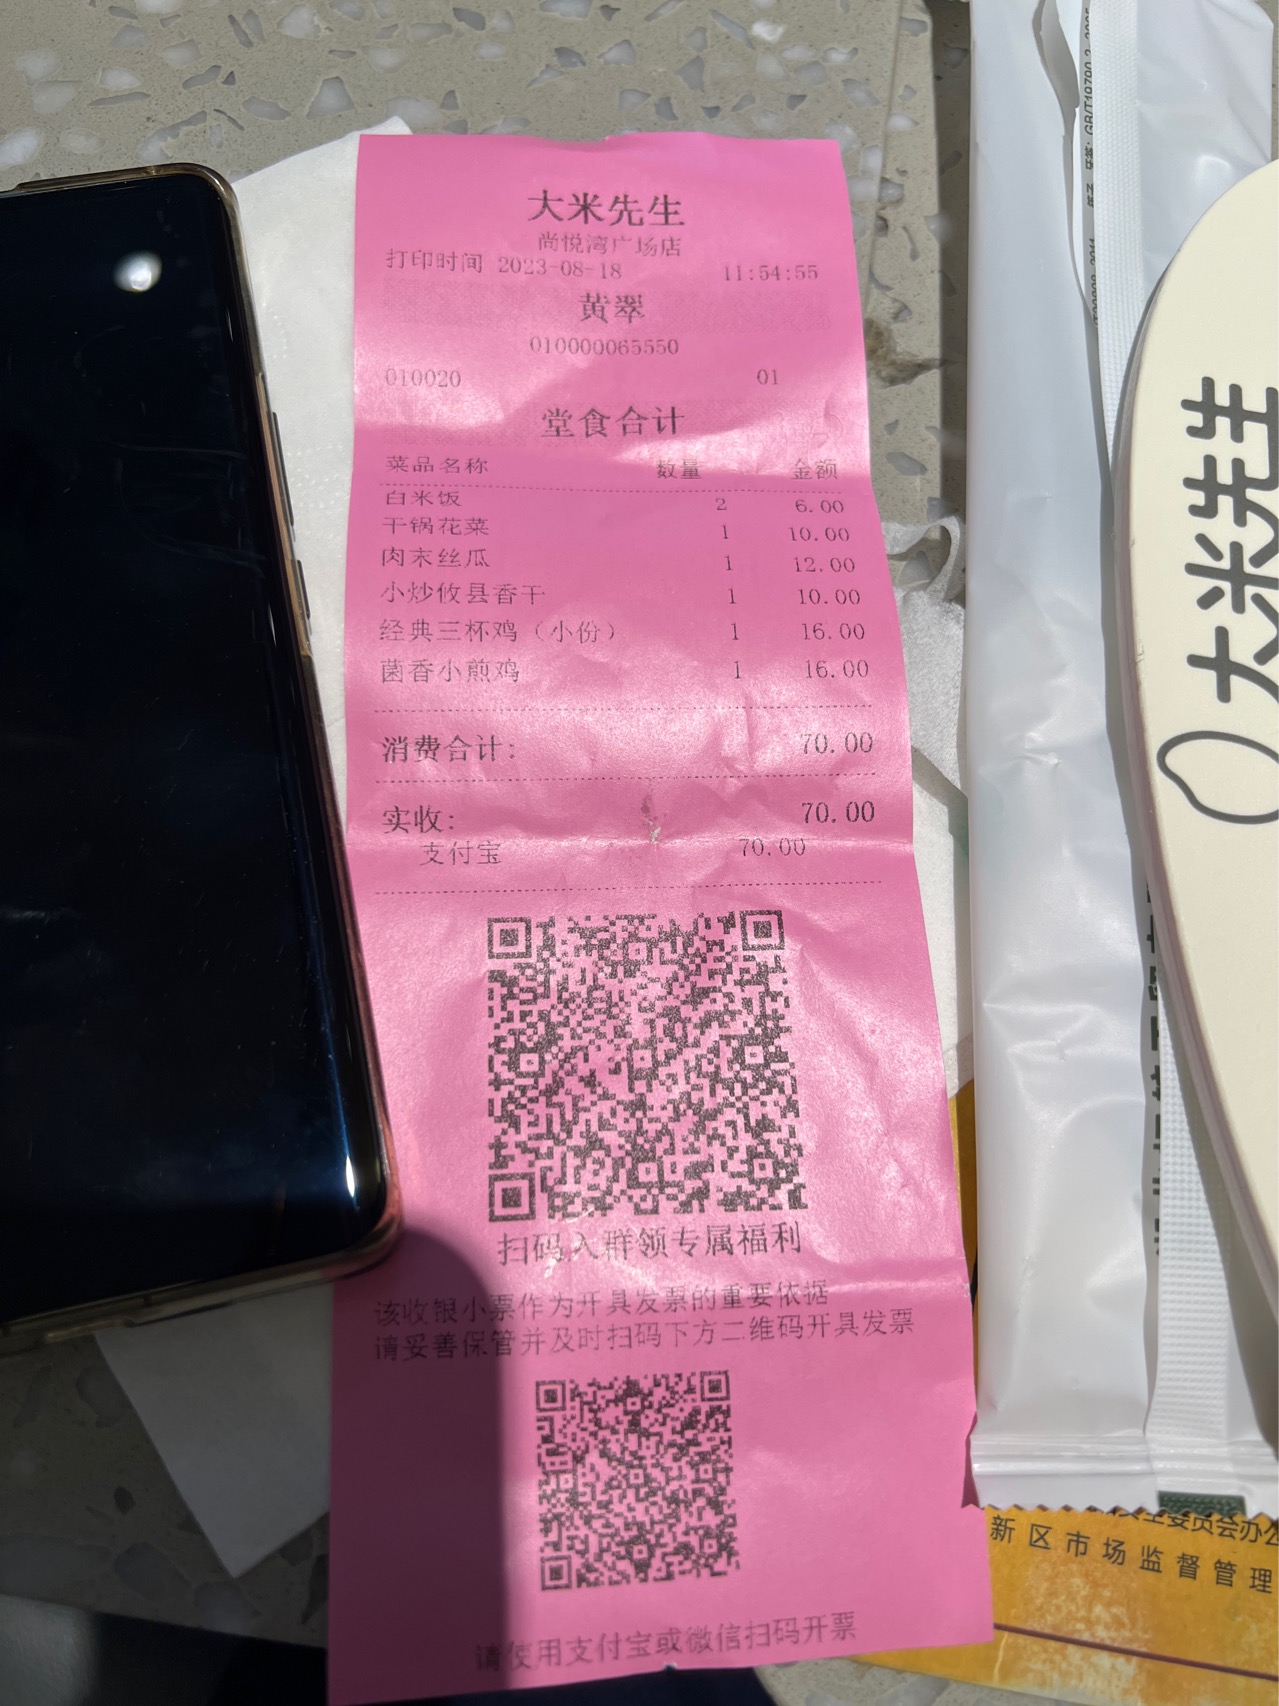 大米先生
尚悦湾广场店
打印时间 2023-08-18 11:54:55
黄翠
010000065550
010020 01
堂食合计
菜品名称 数量 金额
白米饭 2 6.00
干锅花菜 1 10.00
肉末丝瓜 1 12.00
小炒攸县香干 1 10.00
经典三杯鸡（小份） 1 16.00
菌香小煎鸡 1 16.00
消费合计: 70.00
实收: 70.00
支付宝 70.00
扫码入群领专属福利
该收银小票作为开具发票的重要依据
请妥善保管并及时扫码下方二维码开具发票
请使用支付宝或微信扫码开票
大米先生
委员会办公
新区市场监督管理